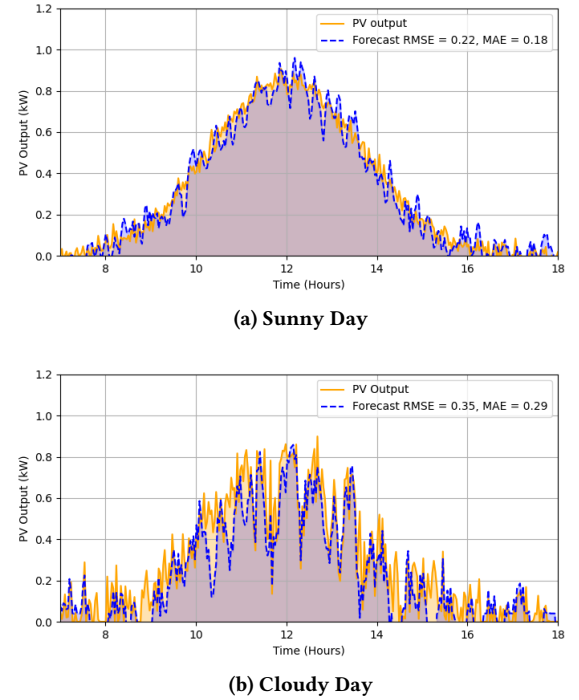 1.2
1.0
0.8
0.6
0.4
0.2
0.0
PV Output (kW)
PV output
Forecast RMSE = 0.22, MAE = 0.18
8 10 12 14 16 18
Time (Hours)
(a) Sunny Day
1.2
1.0
0.8
0.6
0.4
0.2
0.0
PV Output (kW)
PV Output
Forecast RMSE = 0.35, MAE = 0.29
8 10 12 14 16 18
Time (Hours)
(b) Cloudy Day